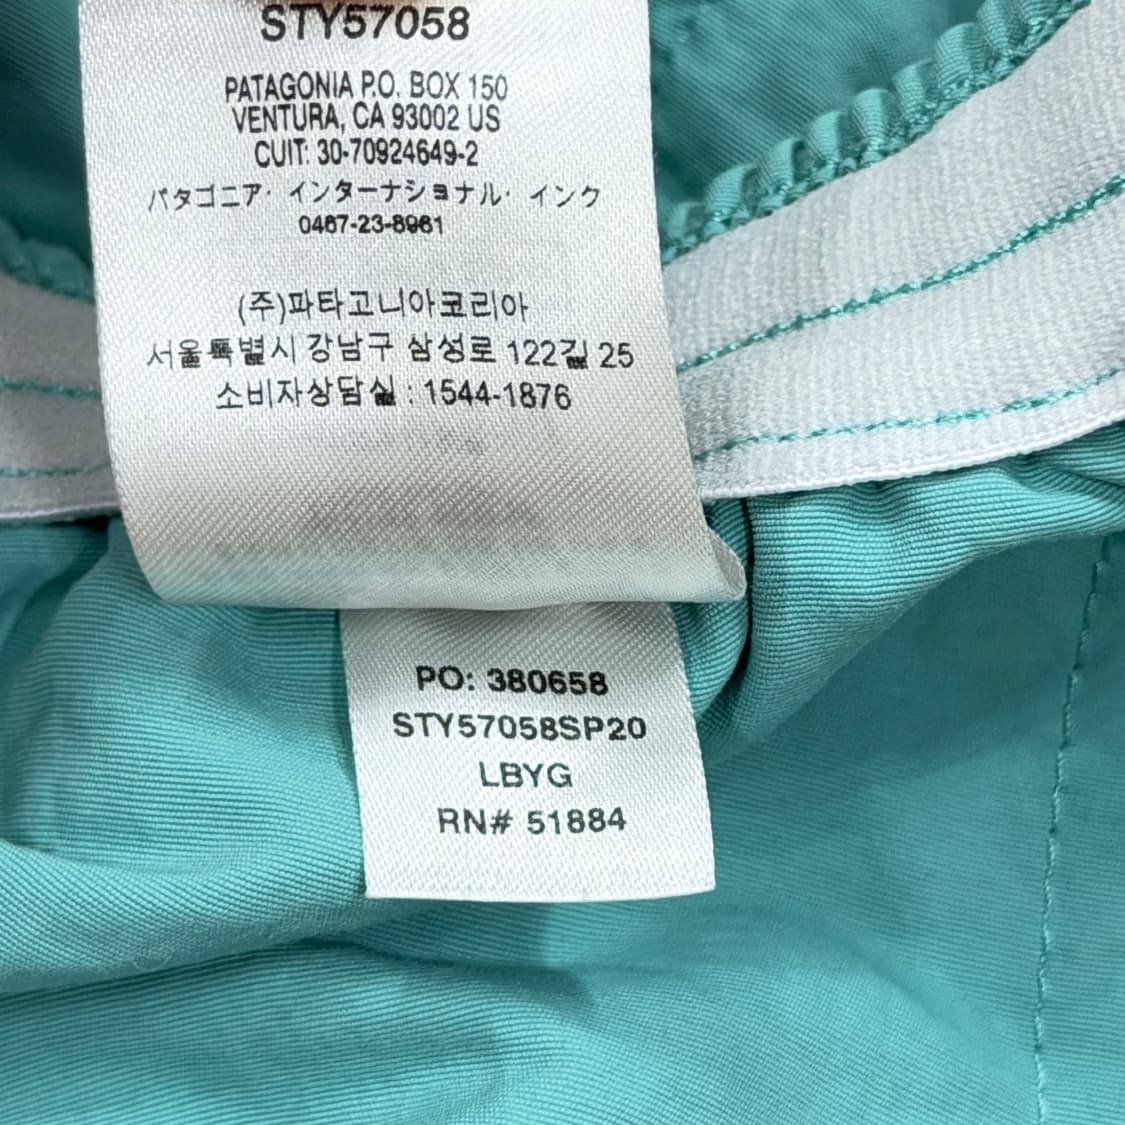 STY57058
PATAGONIA P.O. BOX 150
VENTURA, CA 93002 US
CUIT: 30-70924649-2
パタゴニア・インターナショナル・インク
0467-23-8961
(주)파타고니아코리아
서울특별시 강남구 삼성로 122길 25
소비자상담실 : 1544-1876
PO: 380658
STY57058SP20
LBYG
RN# 51884